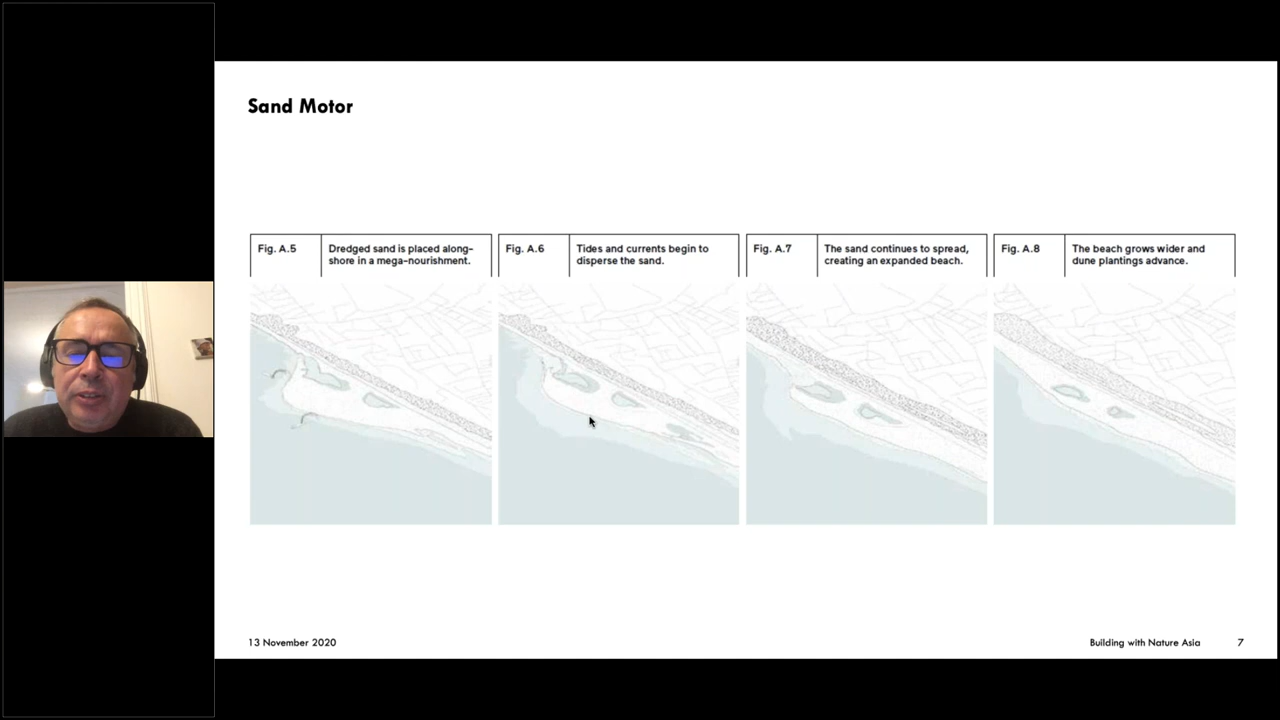 Sand Motor
Fig. A.5
Dredged sand is placed along-
shore in a mega-nourishment.
Fig. A.6
Tides and currents begin to
disperse the sand.
Fig. A.7
The sand continues to spread,
creating an expanded beach.
Fig. A.8
The beach grows wider and
dune plantings advance.
13 November 2020
Building with Nature Asia
7